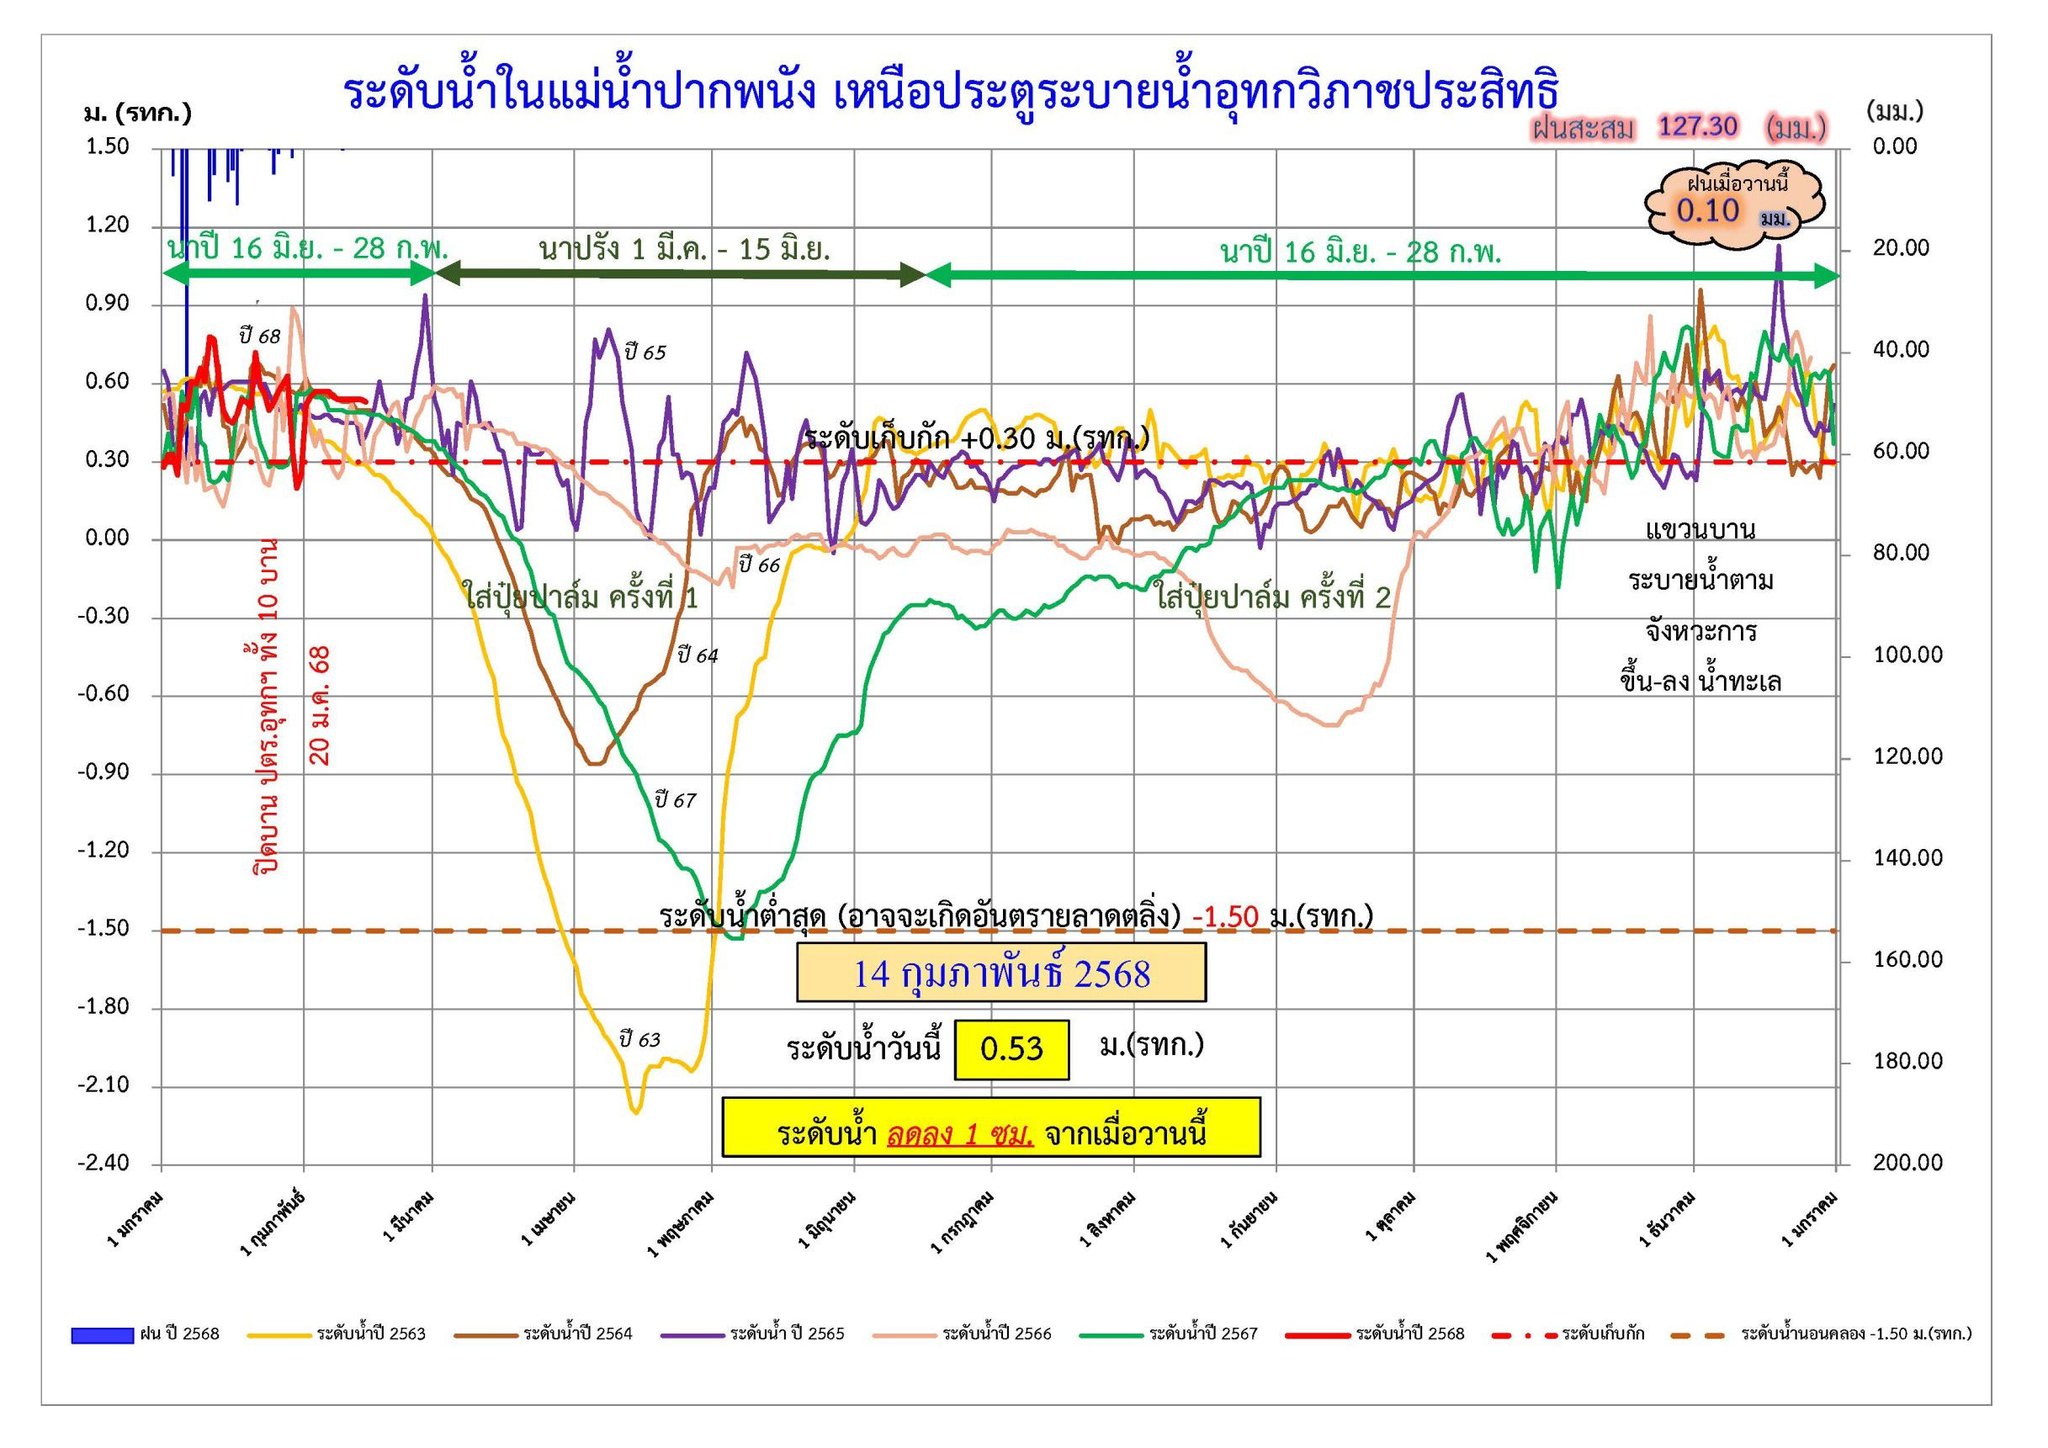 ระดับน้ำในแม่น้ำปากพนัง เหนือประตูระบายน้ำอุทกวิภาชประสิทธิ
ม. (รทก.)
(มม.)
ฝนสะสม 127.30 (มม.)
1.50
0.00
ฝนเมื่อวานนี้
0.10 มม.
1.20
20.00
นาปี 16 มิ.ย. - 28 ก.พ.
นาปรัง 1 มี.ค. - 15 มิ.ย.
นาปี 16 มิ.ย. - 28 ก.พ.
0.90
ปี 68
ปี 65
40.00
0.60
ระดับเก็บกัก +0.30 ม.(รทก.)
0.30
60.00
0.00
80.00
แขวนบาน
ระบายน้ำตาม
จังหวะการ
ขึ้น-ลง น้ำทะเล
ปี 66
ใส่ปุ๋ยปาล์ม ครั้งที่ 1
ใส่ปุ๋ยปาล์ม ครั้งที่ 2
-0.30
ปี 64
100.00
-0.60
ปิดบาน ปตร.อุทกฯ ทั้ง 10 บาน
20 ม.ค. 68
120.00
-0.90
ปี 67
-1.20
140.00
ระดับน้ำต่ำสุด (อาจจะเกิดอันตรายลาดตลิ่ง) -1.50 ม.(รทก.)
-1.50
160.00
14 กุมภาพันธ์ 2568
-1.80
ปี 63
ระดับน้ำวันนี้ 0.53 ม.(รทก.)
180.00
-2.10
ระดับน้ำ ลดลง 1 ซม. จากเมื่อวานนี้
-2.40
200.00
1 มกราคม
1 กุมภาพันธ์
1 มีนาคม
1 เมษายน
1 พฤษภาคม
1 มิถุนายน
1 กรกฎาคม
1 สิงหาคม
1 กันยายน
1 ตุลาคม
1 พฤศจิกายน
1 ธันวาคม
1 มกราคม
ฝน ปี 2568
ระดับน้ำปี 2563
ระดับน้ำปี 2564
ระดับน้ำ ปี 2565
ระดับน้ำปี 2566
ระดับน้ำปี 2567
ระดับน้ำปี 2568
ระดับเก็บกัก
ระดับน้ำนอนคลอง -1.50 ม.(รทก.)